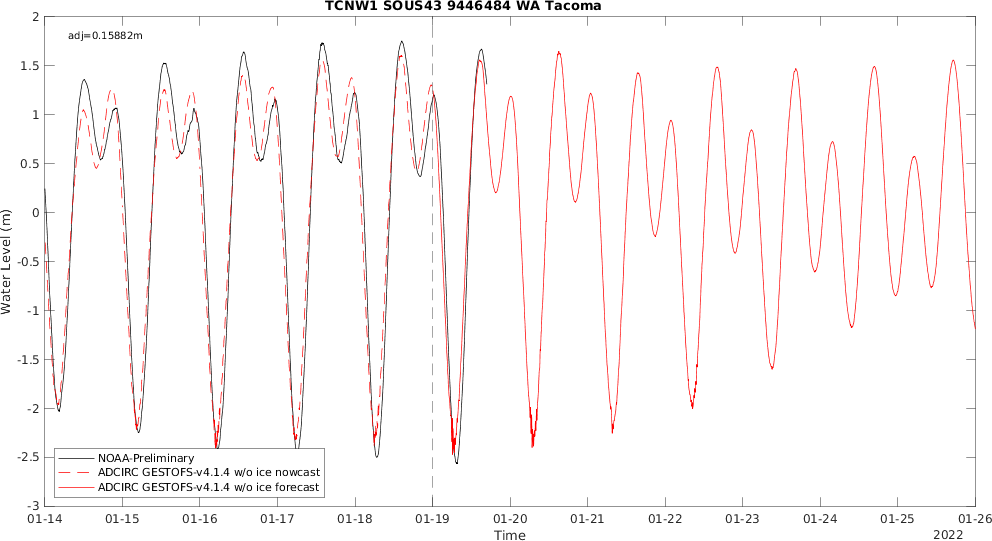 TCNW1 SOUS43 9446484 WA Tacoma
adj=0.15882m
2
1.5
1
0.5
0
-0.5
-1
-1.5
-2
-2.5
-3
Water Level (m)
NOAA-Preliminary
ADCIRC GESTOFS-v4.1.4 w/o ice nowcast
ADCIRC GESTOFS-v4.1.4 w/o ice forecast
01-14 01-15 01-16 01-17 01-18 01-19 01-20 01-21 01-22 01-23 01-24 01-25 01-26
Time
2022